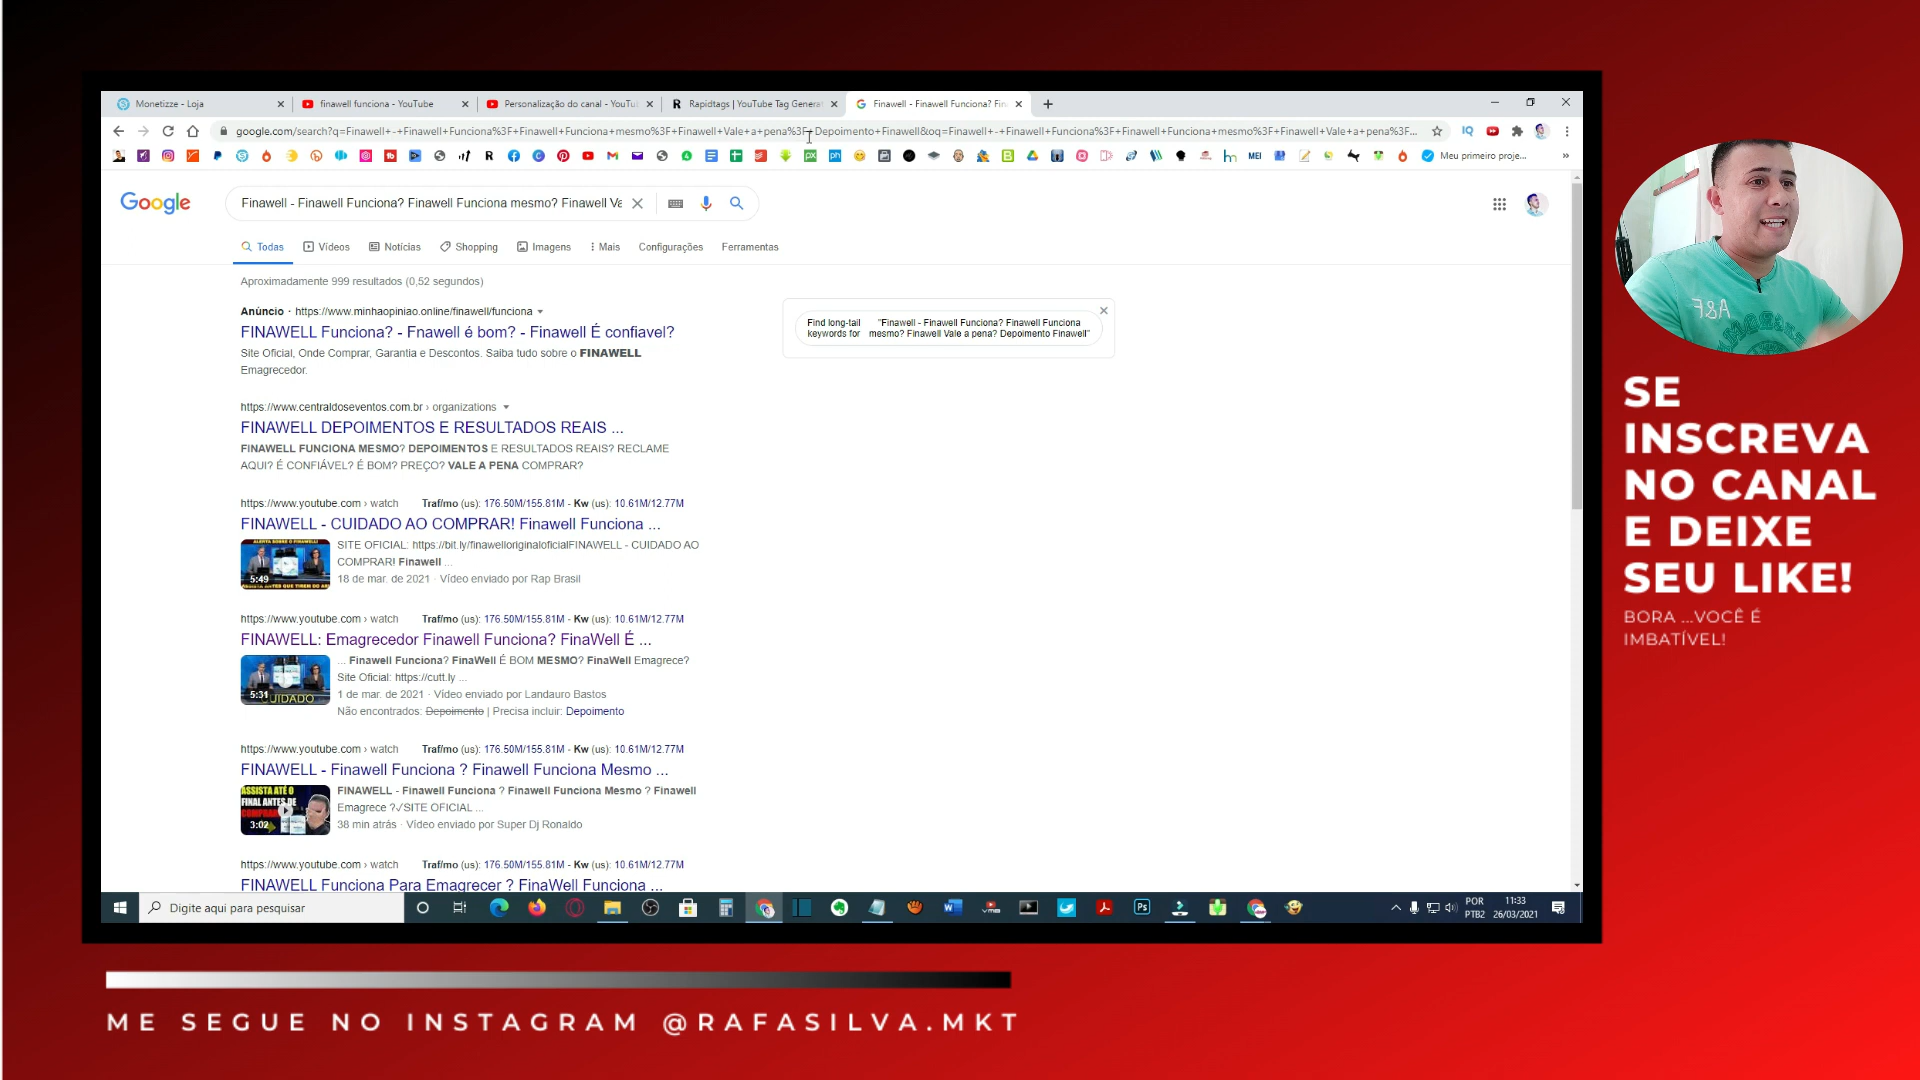 Monetizze - Loja
finawell funciona - YouTube
Personalização do canal - YouTu
Rapidtags | YouTube Tag Generat
Finawell - Finawell Funciona? Fin
google.com/search?q=Finawell+-+Finawell+Funciona%3F+Finawell+Funciona+mesmo%3F+Finawell+Vale+a+pena%3F+Depoimento+Finawell&oq=Finawell+-+Finawell+Funciona%3F+Finawell+Funciona+mesmo%3F+Finawell+Vale+a+pena%3F...
MEI
Meu primeiro proje...
Google
Finawell - Finawell Funciona? Finawell Funciona mesmo? Finawell Va
Todas
Vídeos
Notícias
Shopping
Imagens
Mais
Configurações
Ferramentas
Aproximadamente 999 resultados (0,52 segundos)
Anúncio · https://www.minhaopiniao.online/finawell/funciona
FINAWELL Funciona? - Fnawell é bom? - Finawell É confiavel?
Site Oficial, Onde Comprar, Garantia e Descontos. Saiba tudo sobre o FINAWELL
Emagrecedor.
Find long-tail keywords for
"Finawell - Finawell Funciona? Finawell Funciona
mesmo? Finawell Vale a pena? Depoimento Finawell"
https://www.centraldoseventos.com.br › organizations
FINAWELL DEPOIMENTOS E RESULTADOS REAIS ...
FINAWELL FUNCIONA MESMO? DEPOIMENTOS E RESULTADOS REAIS? RECLAME
AQUI? É CONFIÁVEL? É BOM? PREÇO? VALE A PENA COMPRAR?
https://www.youtube.com › watch Traf/mo (us): 176.50M/155.81M - Kw (us): 10.61M/12.77M
FINAWELL - CUIDADO AO COMPRAR! Finawell Funciona ...
5:49
SITE OFICIAL: https://bit.ly/finawelloriginaloficialFINAWELL - CUIDADO AO
COMPRAR! Finawell ...
18 de mar. de 2021 · Vídeo enviado por Rap Brasil
https://www.youtube.com › watch Traf/mo (us): 176.50M/155.81M - Kw (us): 10.61M/12.77M
FINAWELL: Emagrecedor Finawell Funciona? FinaWell É ...
5:31
CUIDADO
... Finawell Funciona? FinaWell É BOM MESMO? FinaWell Emagrece?
Site Oficial: https://cutt.ly ...
1 de mar. de 2021 · Vídeo enviado por Landauro Bastos
Não encontrados: Depoimento | Precisa incluir: Depoimento
https://www.youtube.com › watch Traf/mo (us): 176.50M/155.81M - Kw (us): 10.61M/12.77M
FINAWELL - Finawell Funciona ? Finawell Funciona Mesmo ...
ASSISTA ATÉ O
FINAL ANTES DE
COMPRAR
3:02
FINAWELL - Finawell Funciona ? Finawell Funciona Mesmo ? Finawell
Emagrece ?✓SITE OFICIAL ...
38 min atrás · Vídeo enviado por Super Dj Ronaldo
https://www.youtube.com › watch Traf/mo (us): 176.50M/155.81M - Kw (us): 10.61M/12.77M
FINAWELL Funciona Para Emagrecer ? FinaWell Funciona ...
Digite aqui para pesquisar
POR
PTB2
11:33
26/03/2021
A&F
SE
INSCREVA
NO CANAL
E DEIXE
SEU LIKE!
BORA ...VOCÊ É
IMBATÍVEL!
ME SEGUE NO INSTAGRAM @RAFASILVA.MKT